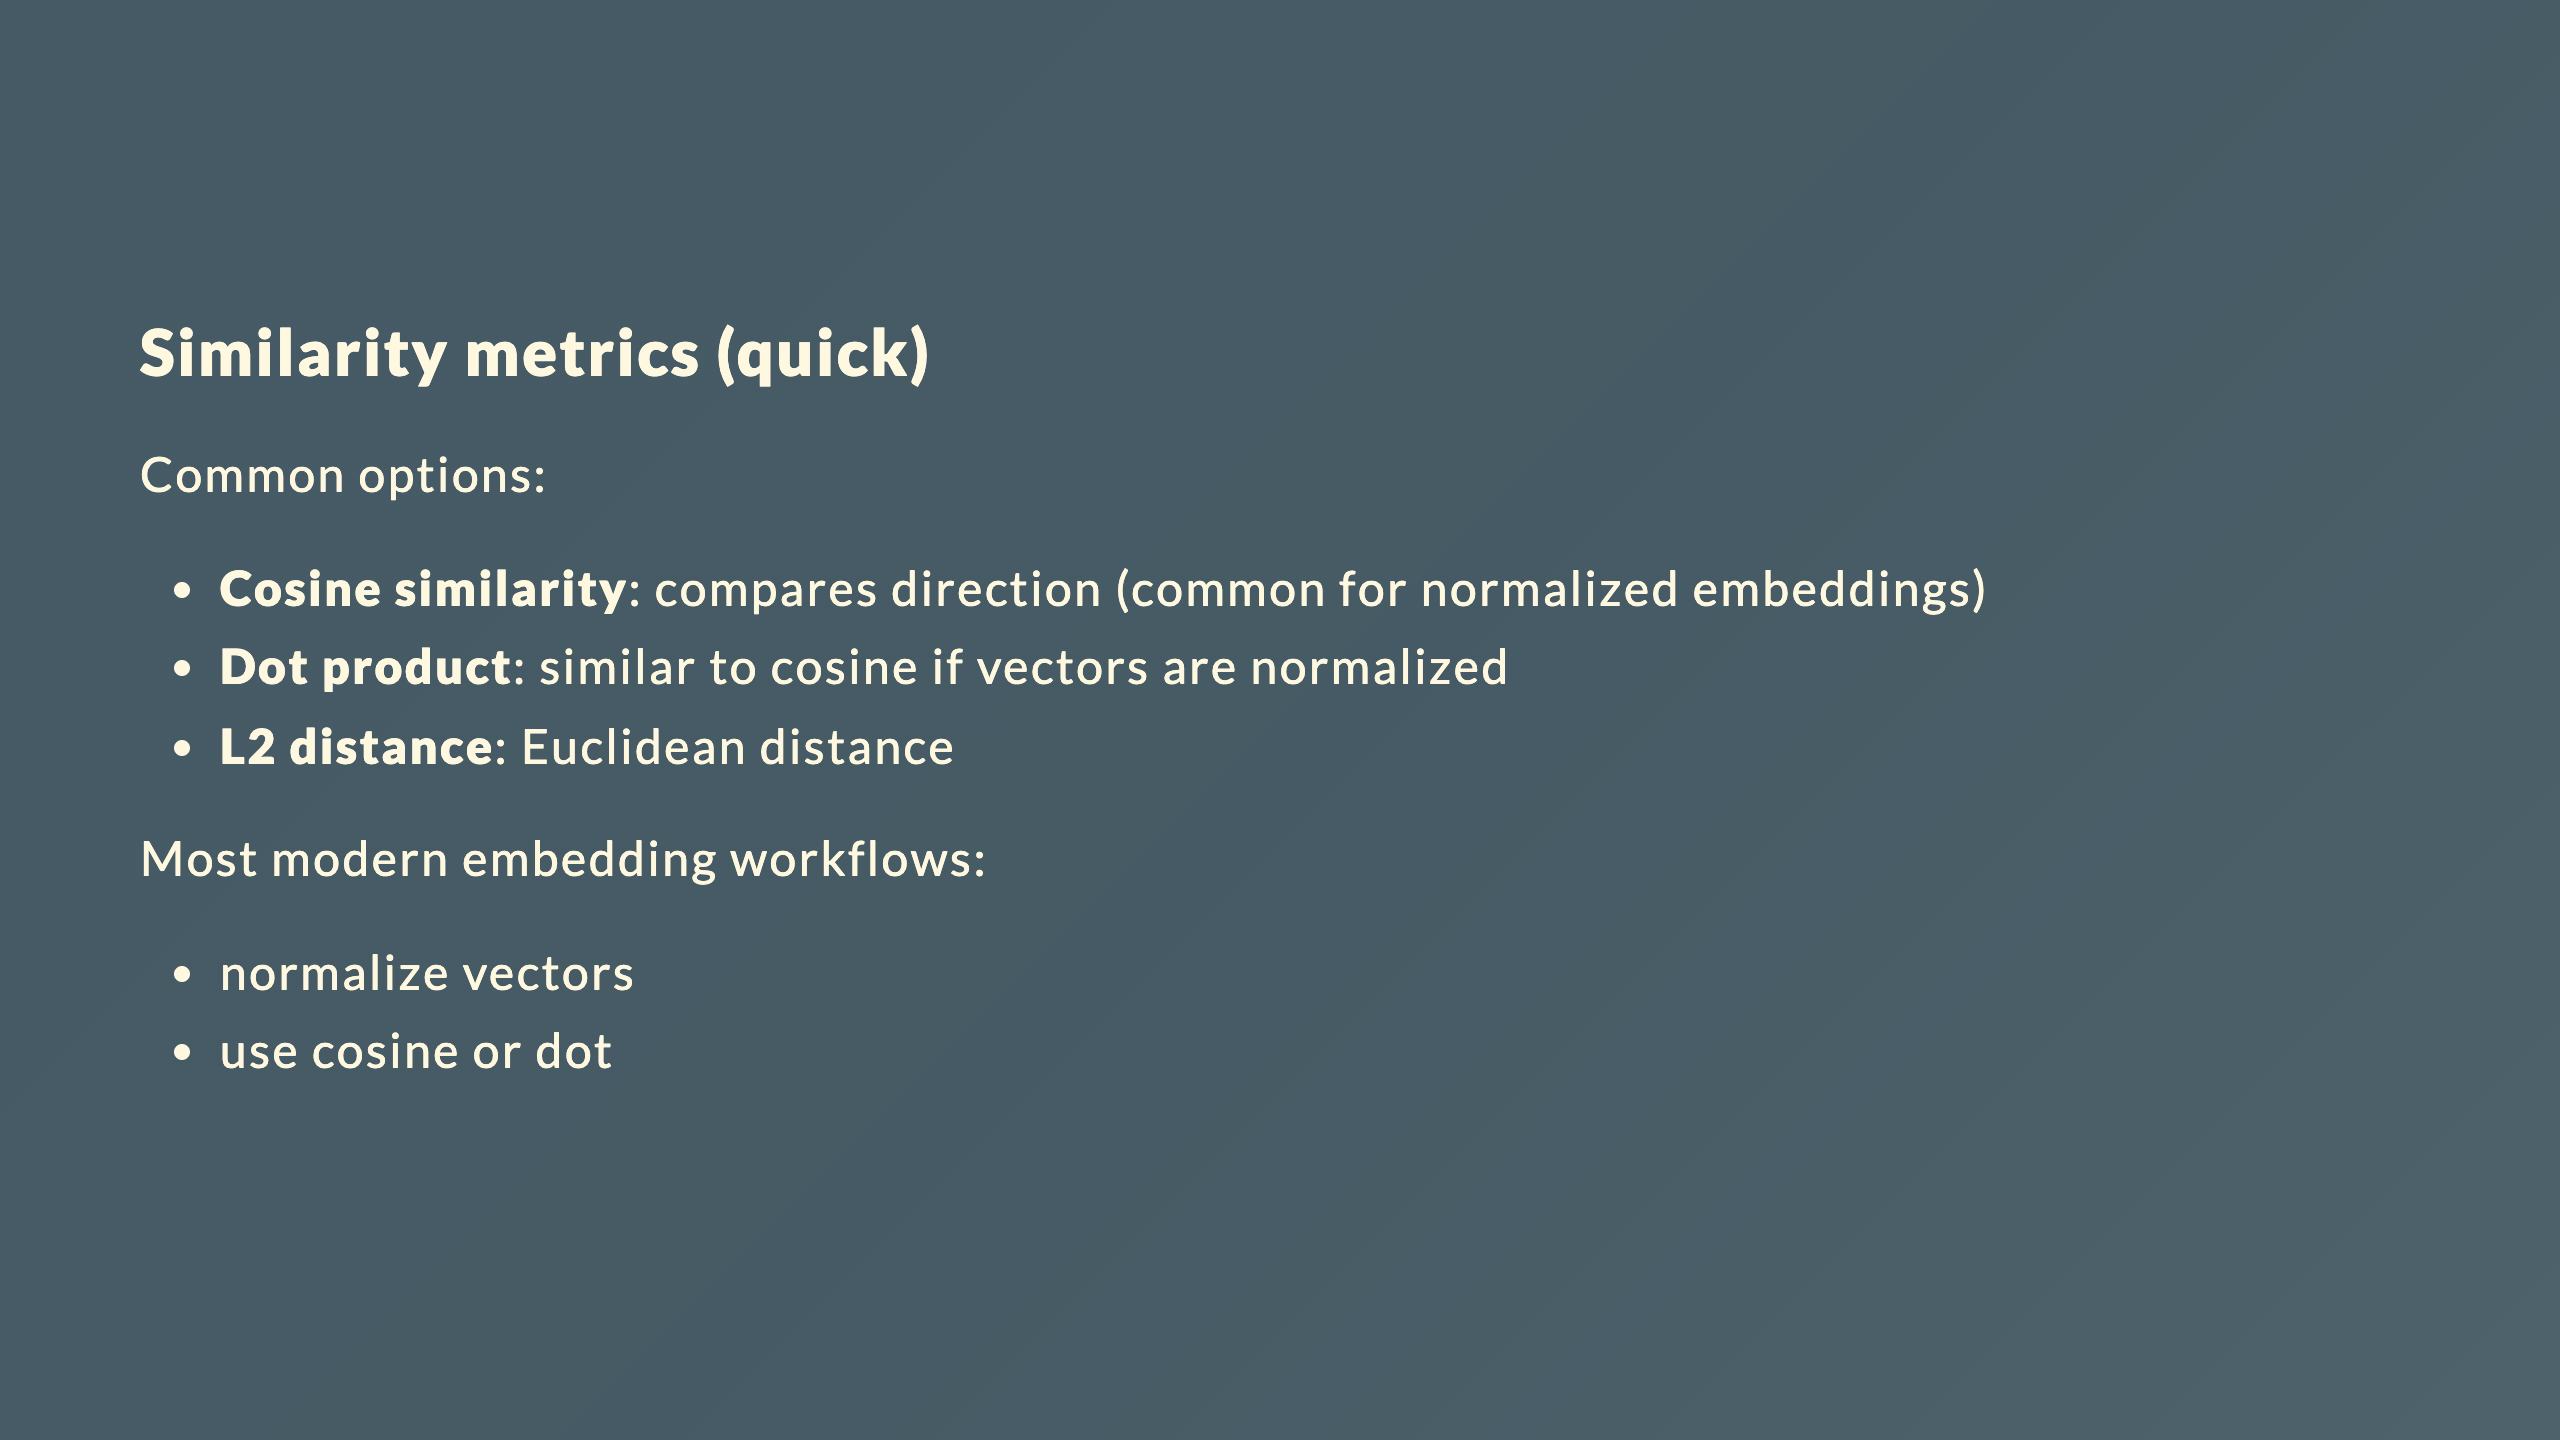 Similarity metrics (quick)
Common options:
• Cosine similarity: compares direction (common for normalized embeddings)
• Dot product: similar to cosine if vectors are normalized
• L2 distance: Euclidean distance
Most modern embedding workflows:
• normalize vectors
• use cosine or dot